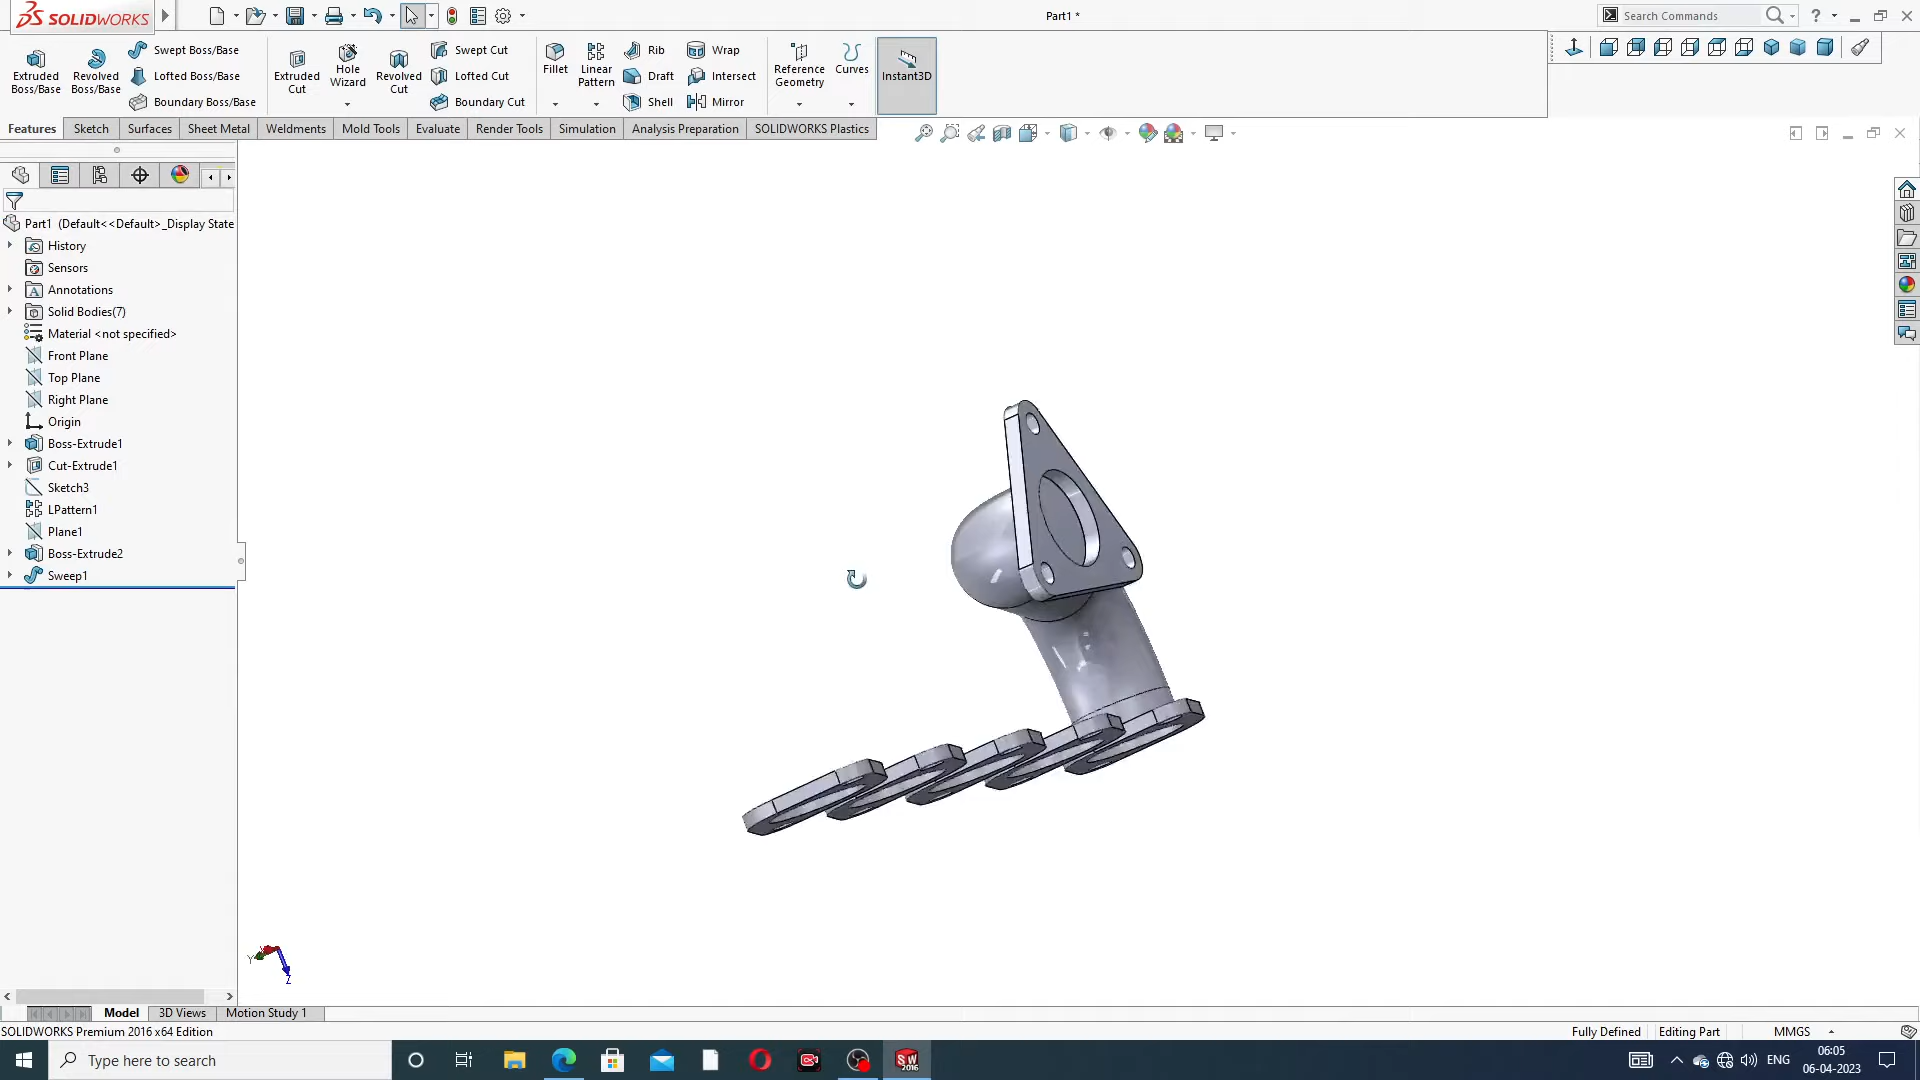 SOLIDWORKS
Part1 *
Search Commands
Extruded Boss/Base
Revolved Boss/Base
Swept Boss/Base
Lofted Boss/Base
Boundary Boss/Base
Extruded Cut
Hole Wizard
Revolved Cut
Swept Cut
Lofted Cut
Boundary Cut
Fillet
Linear Pattern
Rib
Draft
Shell
Wrap
Intersect
Mirror
Reference Geometry
Curves
Instant3D
Features
Sketch
Surfaces
Sheet Metal
Weldments
Mold Tools
Evaluate
Render Tools
Simulation
Analysis Preparation
SOLIDWORKS Plastics
Part1 (Default<<Default>_Display State
History
Sensors
Annotations
Solid Bodies(7)
Material <not specified>
Front Plane
Top Plane
Right Plane
Origin
Boss-Extrude1
Cut-Extrude1
Sketch3
LPattern1
Plane1
Boss-Extrude2
Sweep1
Y
Z
Model
3D Views
Motion Study 1
SOLIDWORKS Premium 2016 x64 Edition
Fully Defined
Editing Part
MMGS
Type here to search
ENG
06:05
06-04-2023